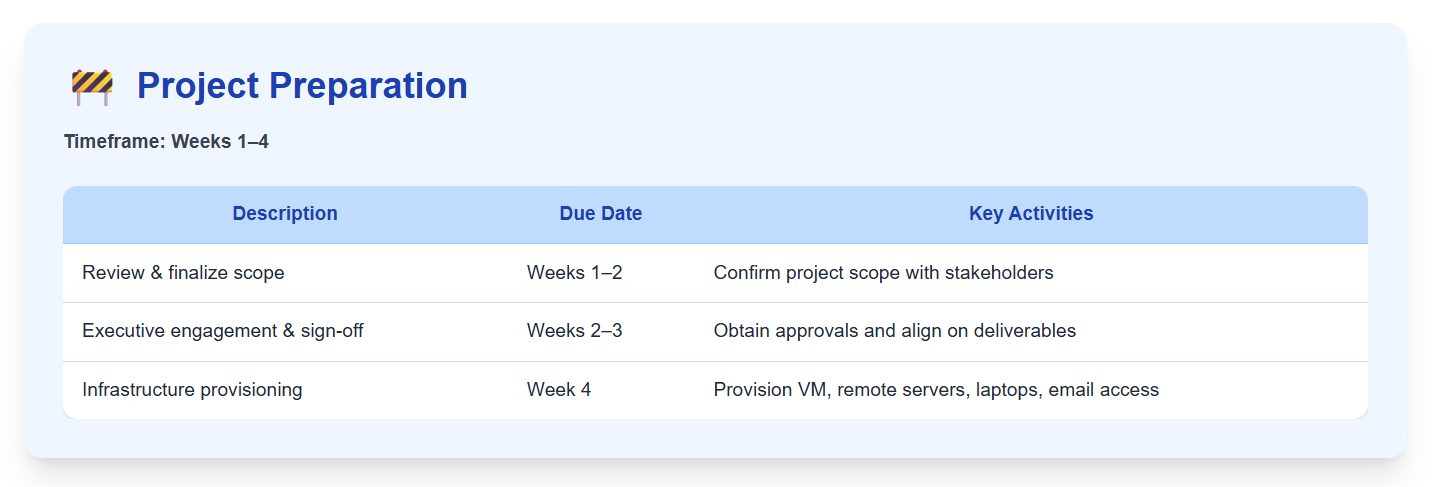 Project Preparation
Timeframe: Weeks 1–4
Description Due Date Key Activities
Review & finalize scope Weeks 1–2 Confirm project scope with stakeholders
Executive engagement & sign-off Weeks 2–3 Obtain approvals and align on deliverables
Infrastructure provisioning Week 4 Provision VM, remote servers, laptops, email access